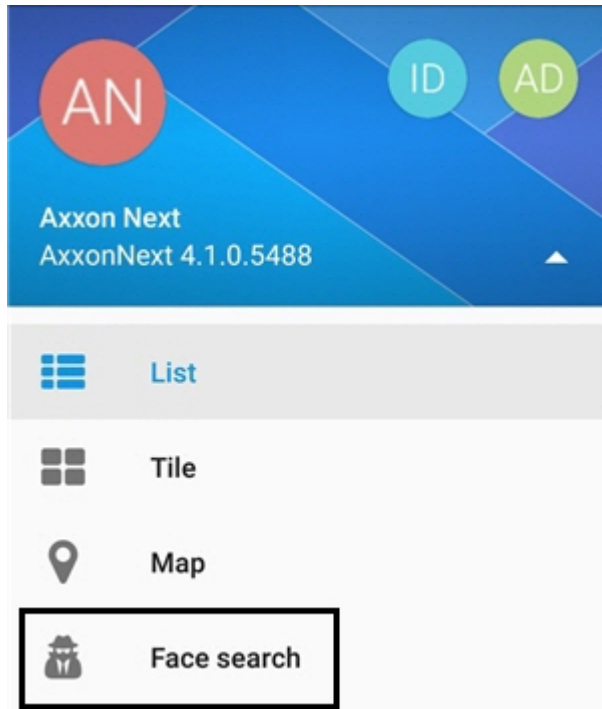 AN
ID
AD
Axxon Next
AxxonNext 4.1.0.5488
List
Tile
Map
Face search